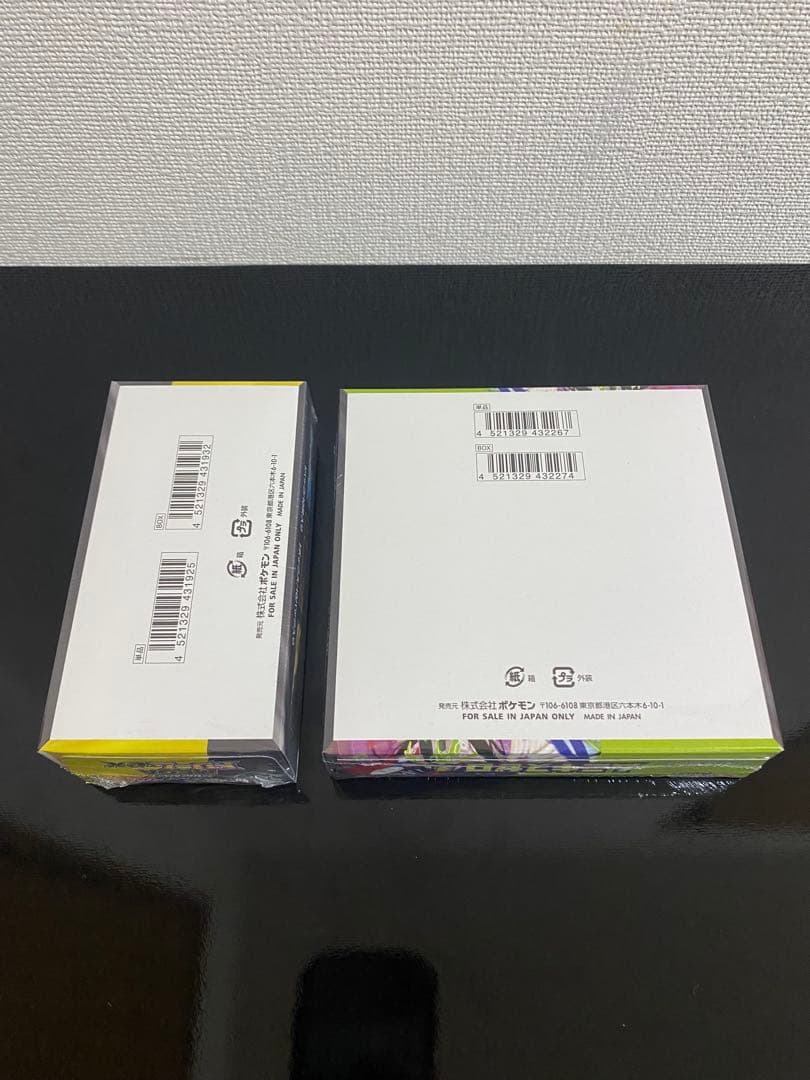 BOX
4 521329 431932
単品
4 521329 431925
紙 箱
プラ 外装
発売元 株式会社ポケモン 〒106-6108 東京都港区六本木6-10-1
FOR SALE IN JAPAN ONLY MADE IN JAPAN
単品
4 521329 432267
BOX
4 521329 432274
紙 箱 プラ 外装
発売元 株式会社ポケモン 〒106-6108 東京都港区六本木6-10-1
FOR SALE IN JAPAN ONLY MADE IN JAPAN